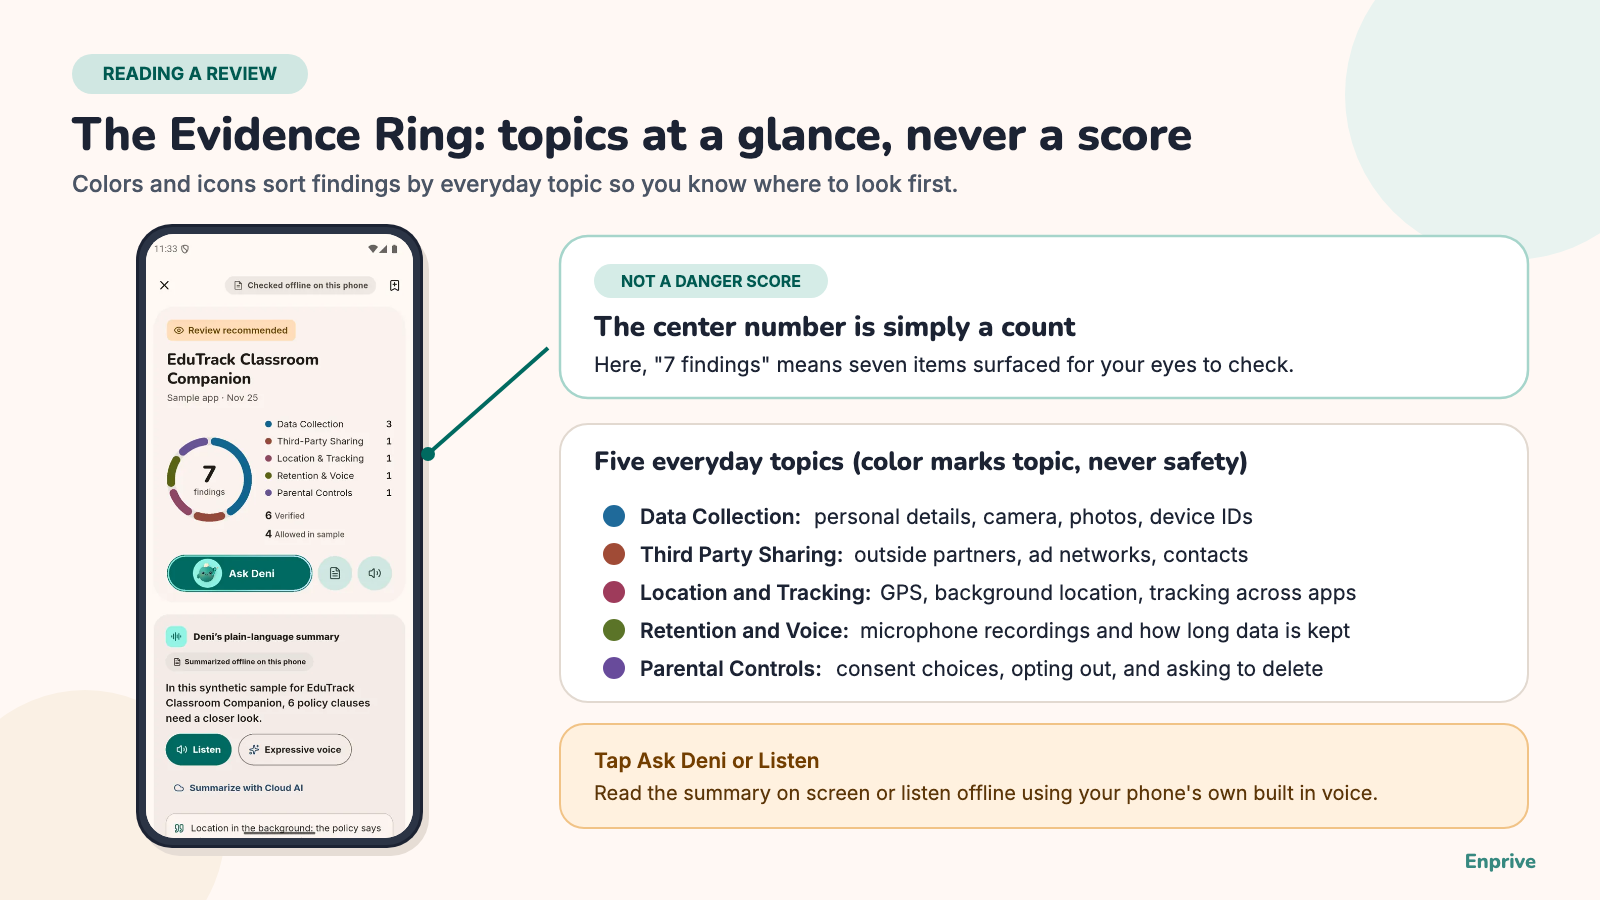 READING A REVIEW
The Evidence Ring: topics at a glance, never a score
Colors and icons sort findings by everyday topic so you know where to look first.
11:33
Checked offline on this phone
Review recommended
EduTrack Classroom
Companion
Sample app · Nov 25
7
findings
Data Collection 3
Third-Party Sharing 1
Location & Tracking 1
Retention & Voice 1
Parental Controls 1
6 Verified
4 Allowed in sample
Ask Deni
Deni's plain-language summary
Summarized offline on this phone
In this synthetic sample for EduTrack
Classroom Companion, 6 policy clauses
need a closer look.
Listen
Expressive voice
Summarize with Cloud AI
Location in the background: the policy says
NOT A DANGER SCORE
The center number is simply a count
Here, "7 findings" means seven items surfaced for your eyes to check.
Five everyday topics (color marks topic, never safety)
Data Collection: personal details, camera, photos, device IDs
Third Party Sharing: outside partners, ad networks, contacts
Location and Tracking: GPS, background location, tracking across apps
Retention and Voice: microphone recordings and how long data is kept
Parental Controls: consent choices, opting out, and asking to delete
Tap Ask Deni or Listen
Read the summary on screen or listen offline using your phone's own built in voice.
Enprive